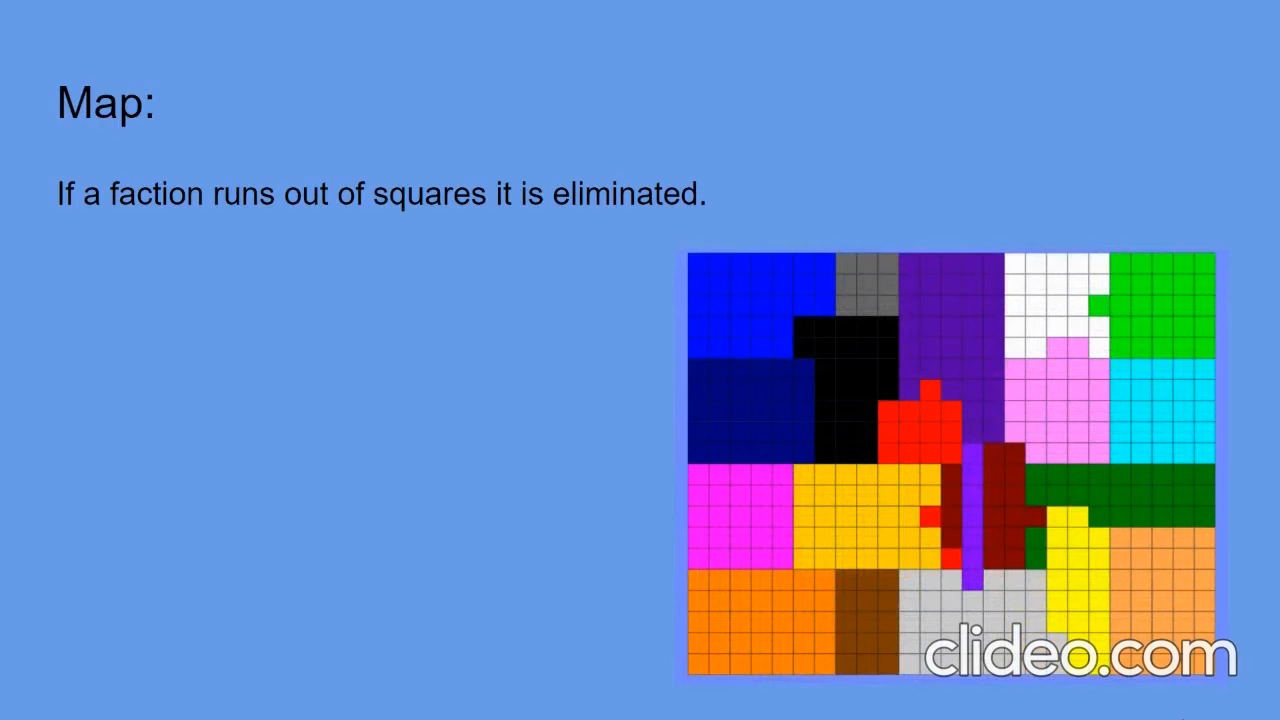 Map:
If a faction runs out of squares it is eliminated.
clideo.com